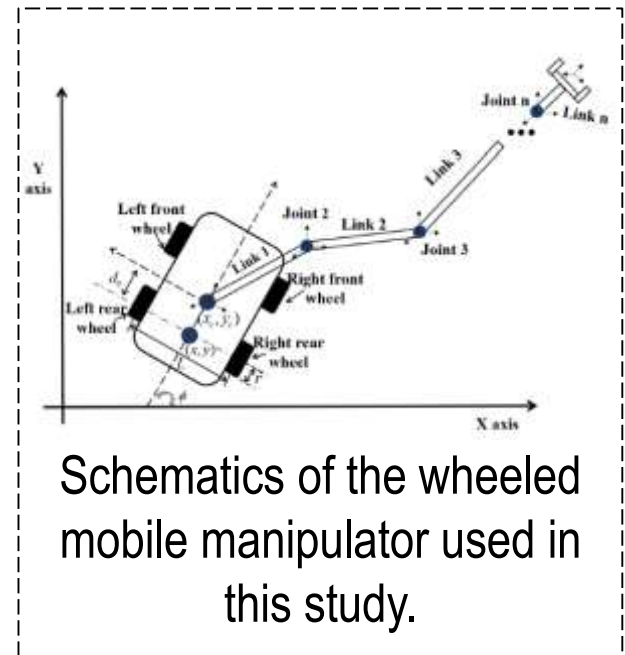 Joint n
Link n
Y
axis
Link 3
Left front
wheel
Joint 2
Link 2
Link 1
Joint 3
Right front
wheel
Left rear
wheel
(x, y)
Right rear
wheel
r
ϕ
X axis
Schematics of the wheeled
mobile manipulator used in
this study.